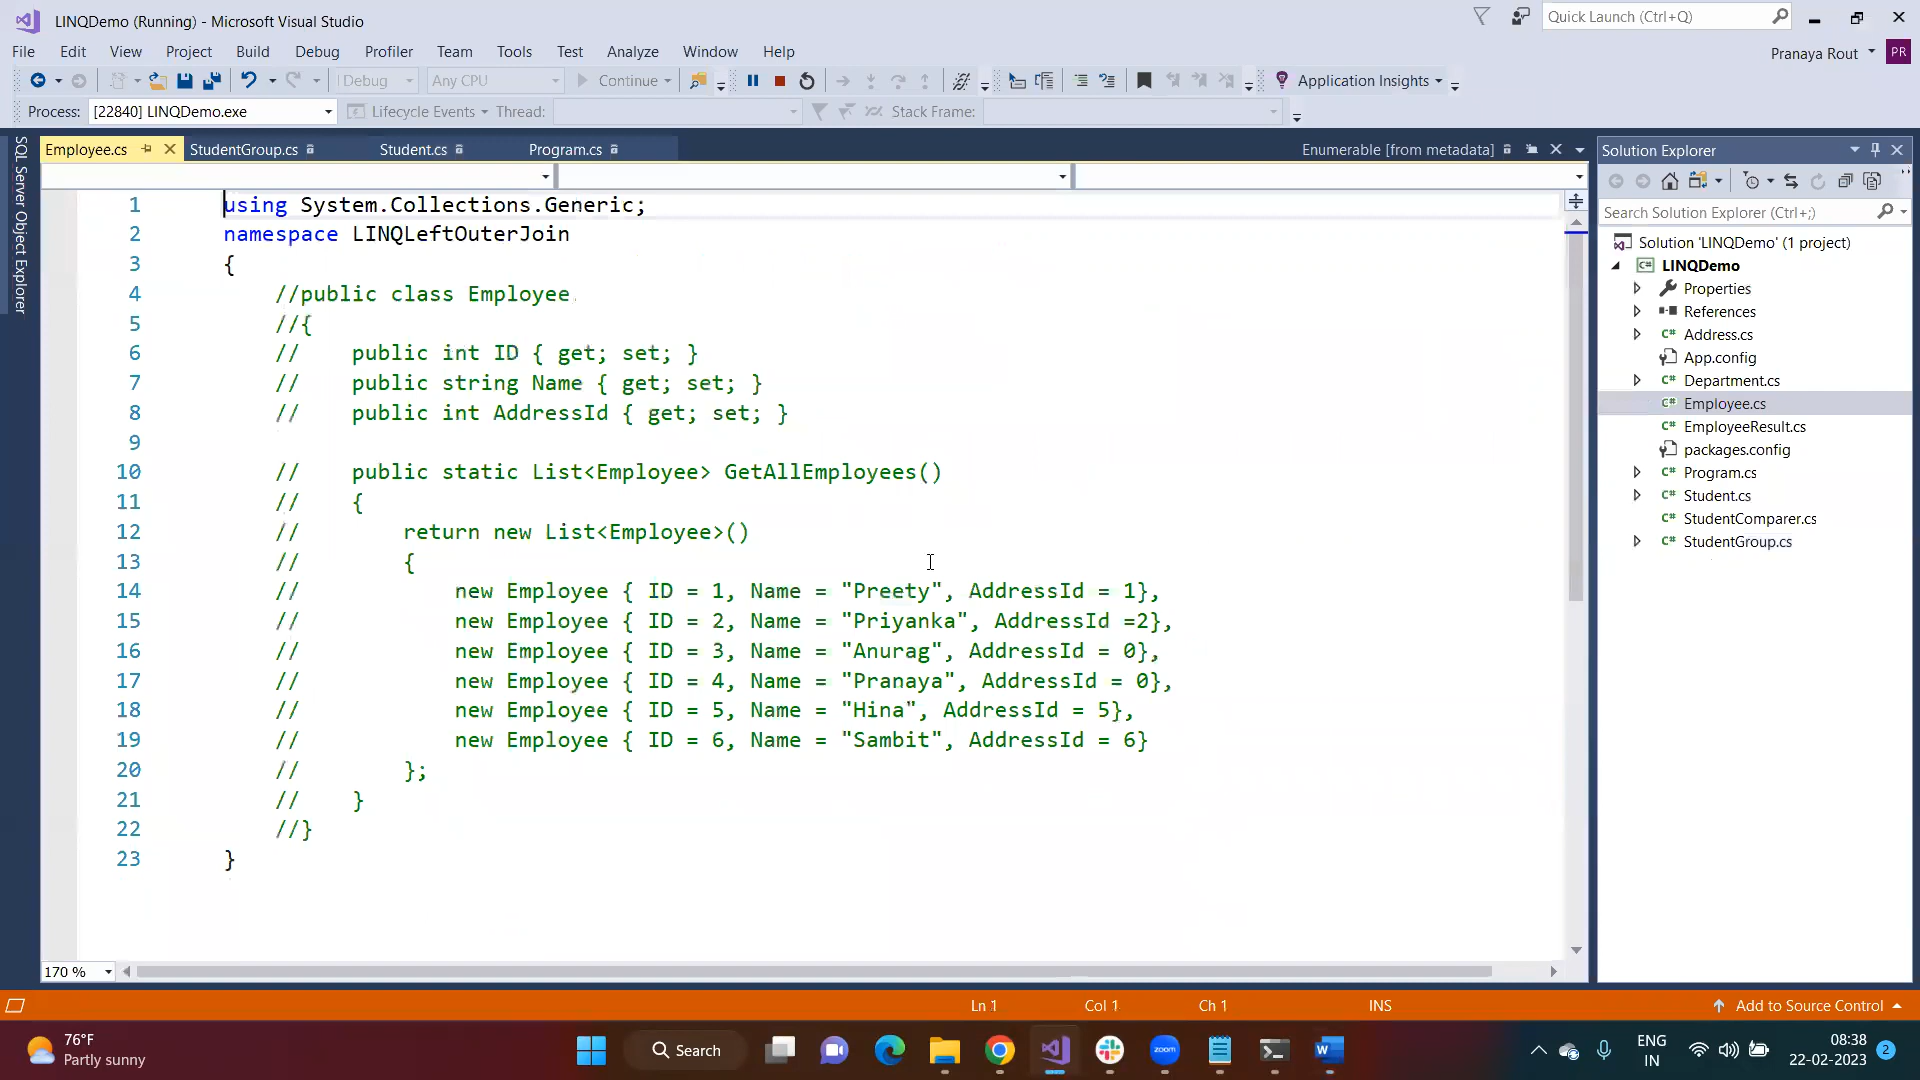 LINQDemo (Running) - Microsoft Visual Studio
Quick Launch (Ctrl+Q)
File Edit View Project Build Debug Profiler Team Tools Test Analyze Window Help
Pranaya Rout PR
Debug Any CPU Continue Application Insights
Process: [22840] LINQDemo.exe Lifecycle Events Thread: Stack Frame:
SQL Server Object Explorer
Employee.cs StudentGroup.cs Student.cs Program.cs Enumerable [from metadata]
1 using System.Collections.Generic;
2 namespace LINQLeftOuterJoin
3 {
4 //public class Employee
5 //{
6 // public int ID { get; set; }
7 // public string Name { get; set; }
8 // public int AddressId { get; set; }
9
10 // public static List<Employee> GetAllEmployees()
11 // {
12 // return new List<Employee>()
13 // {
14 // new Employee { ID = 1, Name = "Preety", AddressId = 1},
15 // new Employee { ID = 2, Name = "Priyanka", AddressId =2},
16 // new Employee { ID = 3, Name = "Anurag", AddressId = 0},
17 // new Employee { ID = 4, Name = "Pranaya", AddressId = 0},
18 // new Employee { ID = 5, Name = "Hina", AddressId = 5},
19 // new Employee { ID = 6, Name = "Sambit", AddressId = 6}
20 // };
21 // }
22 //}
23 }
170 %
Solution Explorer
Search Solution Explorer (Ctrl+;)
Solution 'LINQDemo' (1 project)
C# LINQDemo
Properties
References
C# Address.cs
App.config
C# Department.cs
C# Employee.cs
C# EmployeeResult.cs
packages.config
C# Program.cs
C# Student.cs
C# StudentComparer.cs
C# StudentGroup.cs
Ln 1 Col 1 Ch 1 INS Add to Source Control
76°F
Partly sunny
Search
zoom
ENG
IN
08:38
22-02-2023
2